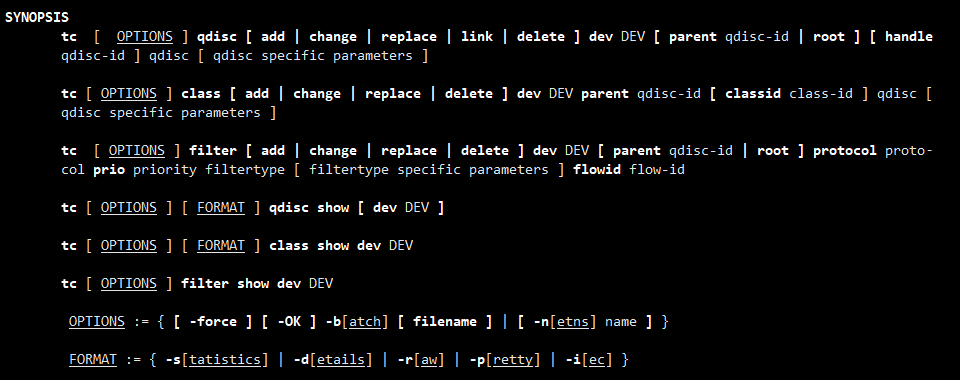 SYNOPSIS
tc [ OPTIONS ] qdisc [ add | change | replace | link | delete ] dev DEV [ parent qdisc-id | root ] [ handle
qdisc-id ] qdisc [ qdisc specific parameters ]
tc [ OPTIONS ] class [ add | change | replace | delete ] dev DEV parent qdisc-id [ classid class-id ] qdisc [
qdisc specific parameters ]
tc [ OPTIONS ] filter [ add | change | replace | delete ] dev DEV [ parent qdisc-id | root ] protocol proto-
col prio priority filtertype [ filtertype specific parameters ] flowid flow-id
tc [ OPTIONS ] [ FORMAT ] qdisc show [ dev DEV ]
tc [ OPTIONS ] [ FORMAT ] class show dev DEV
tc [ OPTIONS ] filter show dev DEV
OPTIONS := { [ -force ] [ -OK ] -b[atch] [ filename ] | [ -n[etns] name ] }
FORMAT := { -s[tatistics] | -d[etails] | -r[aw] | -p[retty] | -i[ec] }